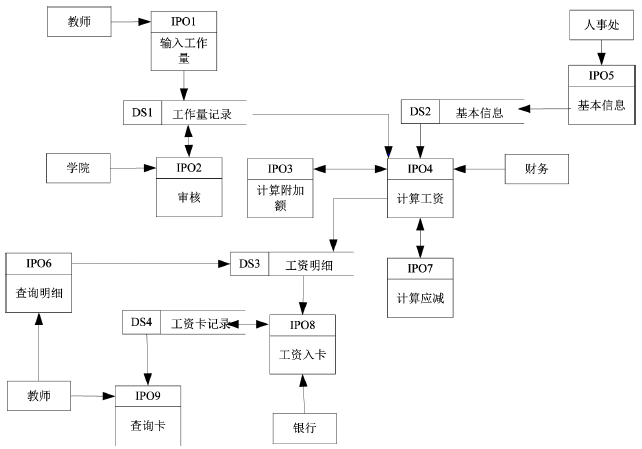 教师
IPO1
人事处
输入工作
量
IPO5
基本信息
DS1
工作量记录
DS2
基本信息
学院
IPO2
审核
IPO3
计算附加
额
IPO4
计算工资
财务
IPO6
查询明细
DS3
工资明细
IPO7
计算应减
DS4
工资卡记录
IPO8
工资入卡
教师
IPO9
查询卡
银行